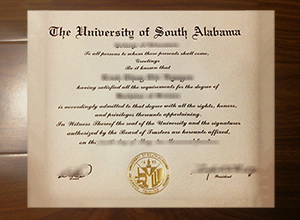 The University of South Alabama
To all persons to whom these presents shall come,
Greetings
Be it known that
having satisfied all the requirements for the degree of
is accordingly admitted to that degree with all the rights, honors, and
privileges thereunto appertaining.
In Witness Thereof the seal of the University and the signatures
authorized by the Board of Trustees are hereunto affixed,
on the
President